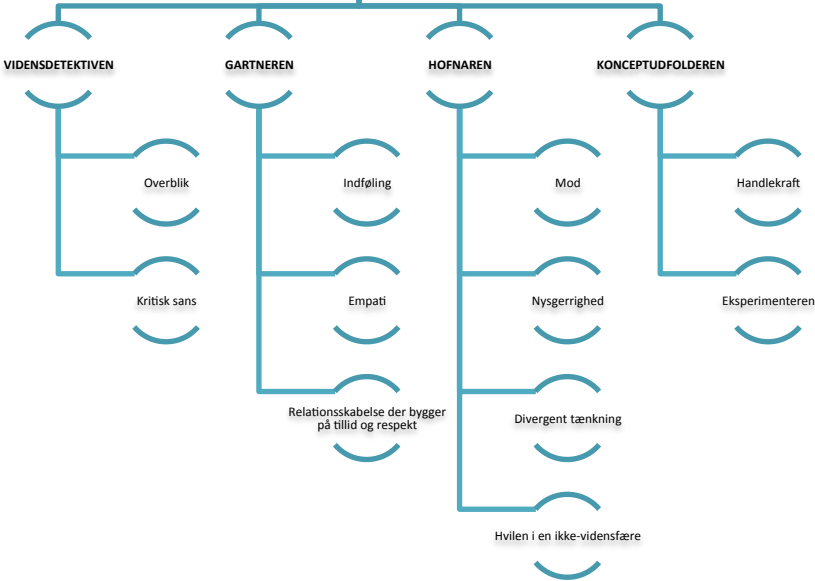 VIDENSDETEKTIVEN
GARTNEREN
HOFNAREN
KONCEPTUDFOLDEREN
Overblik
Indføling
Mod
Handlekraft
Kritisk sans
Empati
Nysgerrighed
Eksperimenteren
Relationsskabelse der bygger
på tillid og respekt
Divergent tænkning
Hvilen i en ikke-vidensfære